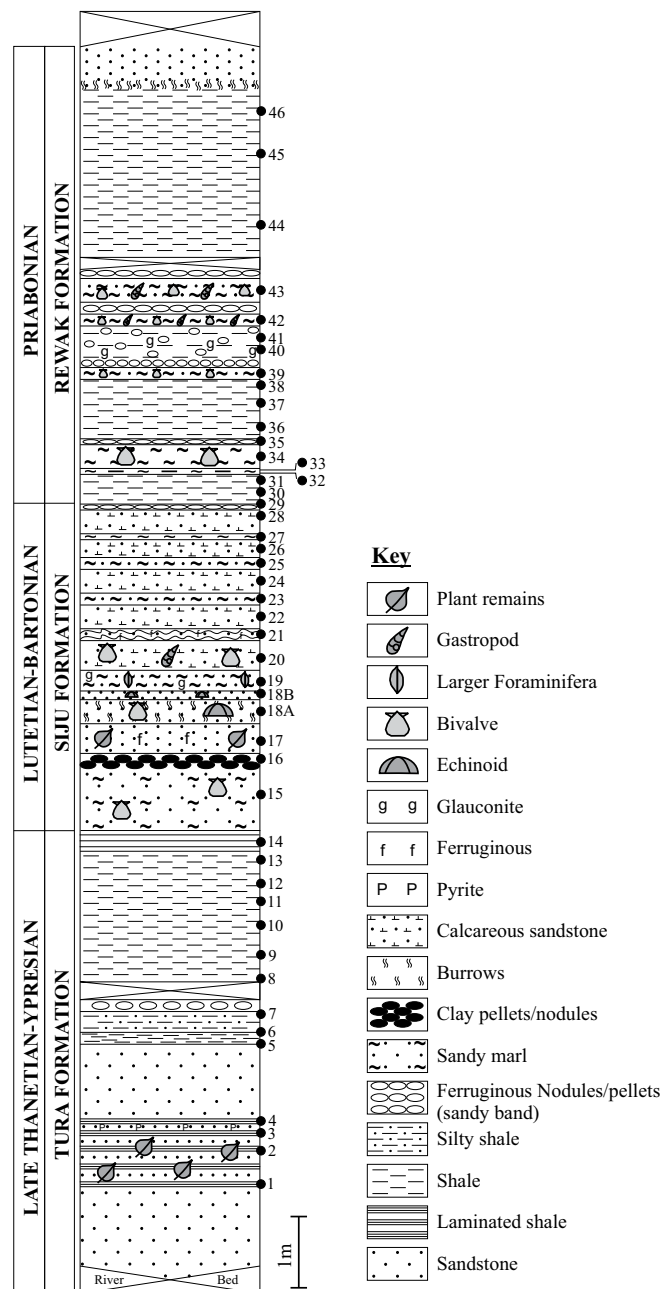 PRIABONIAN
REWAK FORMATION
LUTETIAN-BARTONIAN
SIJU FORMATION
LATE THANETIAN-YPRESIAN
TURA FORMATION
46
45
44
43
42
41
g
40
g g g
39
38
37
36
35
34
33
32
31
30
29
28
27
26
25
24
23
22
21
f f f
20
19
g g
18B
18A
17
f f
16
15
14
13
12
11
10
9
8
7
6
5
4
P P P
3
2
1
River Bed
1m
Key
Plant remains
Gastropod
Larger Foraminifera
Bivalve
Echinoid
g g Glauconite
f f Ferruginous
P P Pyrite
Calcareous sandstone
Burrows
Clay pellets/nodules
Sandy marl
Ferruginous Nodules/pellets
(sandy band)
Silty shale
Shale
Laminated shale
Sandstone